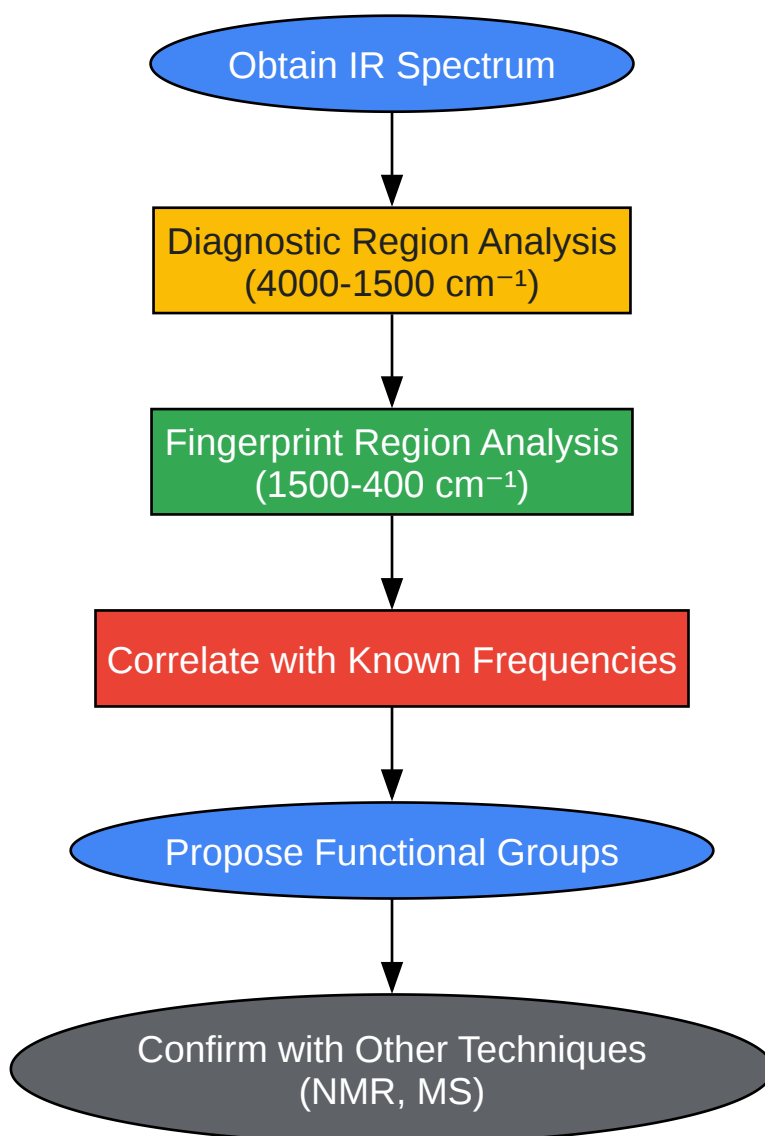 Obtain IR Spectrum
Diagnostic Region Analysis
(4000-1500 cm⁻¹)
Fingerprint Region Analysis
(1500-400 cm⁻¹)
Correlate with Known Frequencies
Propose Functional Groups
Confirm with Other Techniques
(NMR, MS)